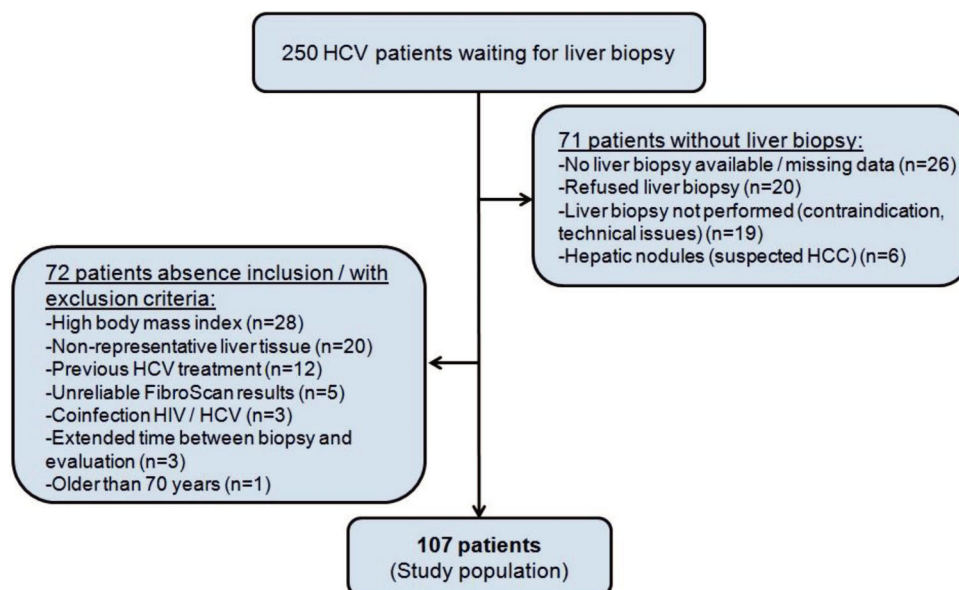 250 HCV patients waiting for liver biopsy
71 patients without liver biopsy:
-No liver biopsy available / missing data (n=26)
-Refused liver biopsy (n=20)
-Liver biopsy not performed (contraindication,
technical issues) (n=19)
-Hepatic nodules (suspected HCC) (n=6)
72 patients absence inclusion / with
exclusion criteria:
-High body mass index (n=28)
-Non-representative liver tissue (n=20)
-Previous HCV treatment (n=12)
-Unreliable FibroScan results (n=5)
-Coinfection HIV / HCV (n=3)
-Extended time between biopsy and
evaluation (n=3)
-Older than 70 years (n=1)
107 patients
(Study population)